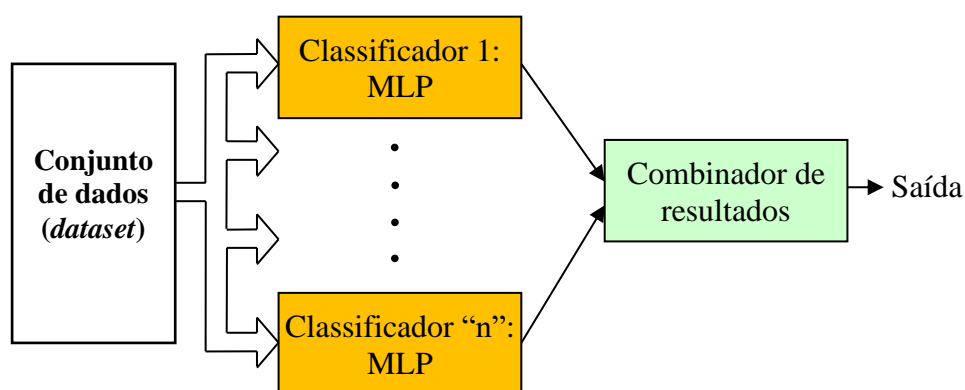 Conjunto
de dados
(dataset)
Classificador 1:
MLP
Classificador “n”:
MLP
Combinador de
resultados
Saída